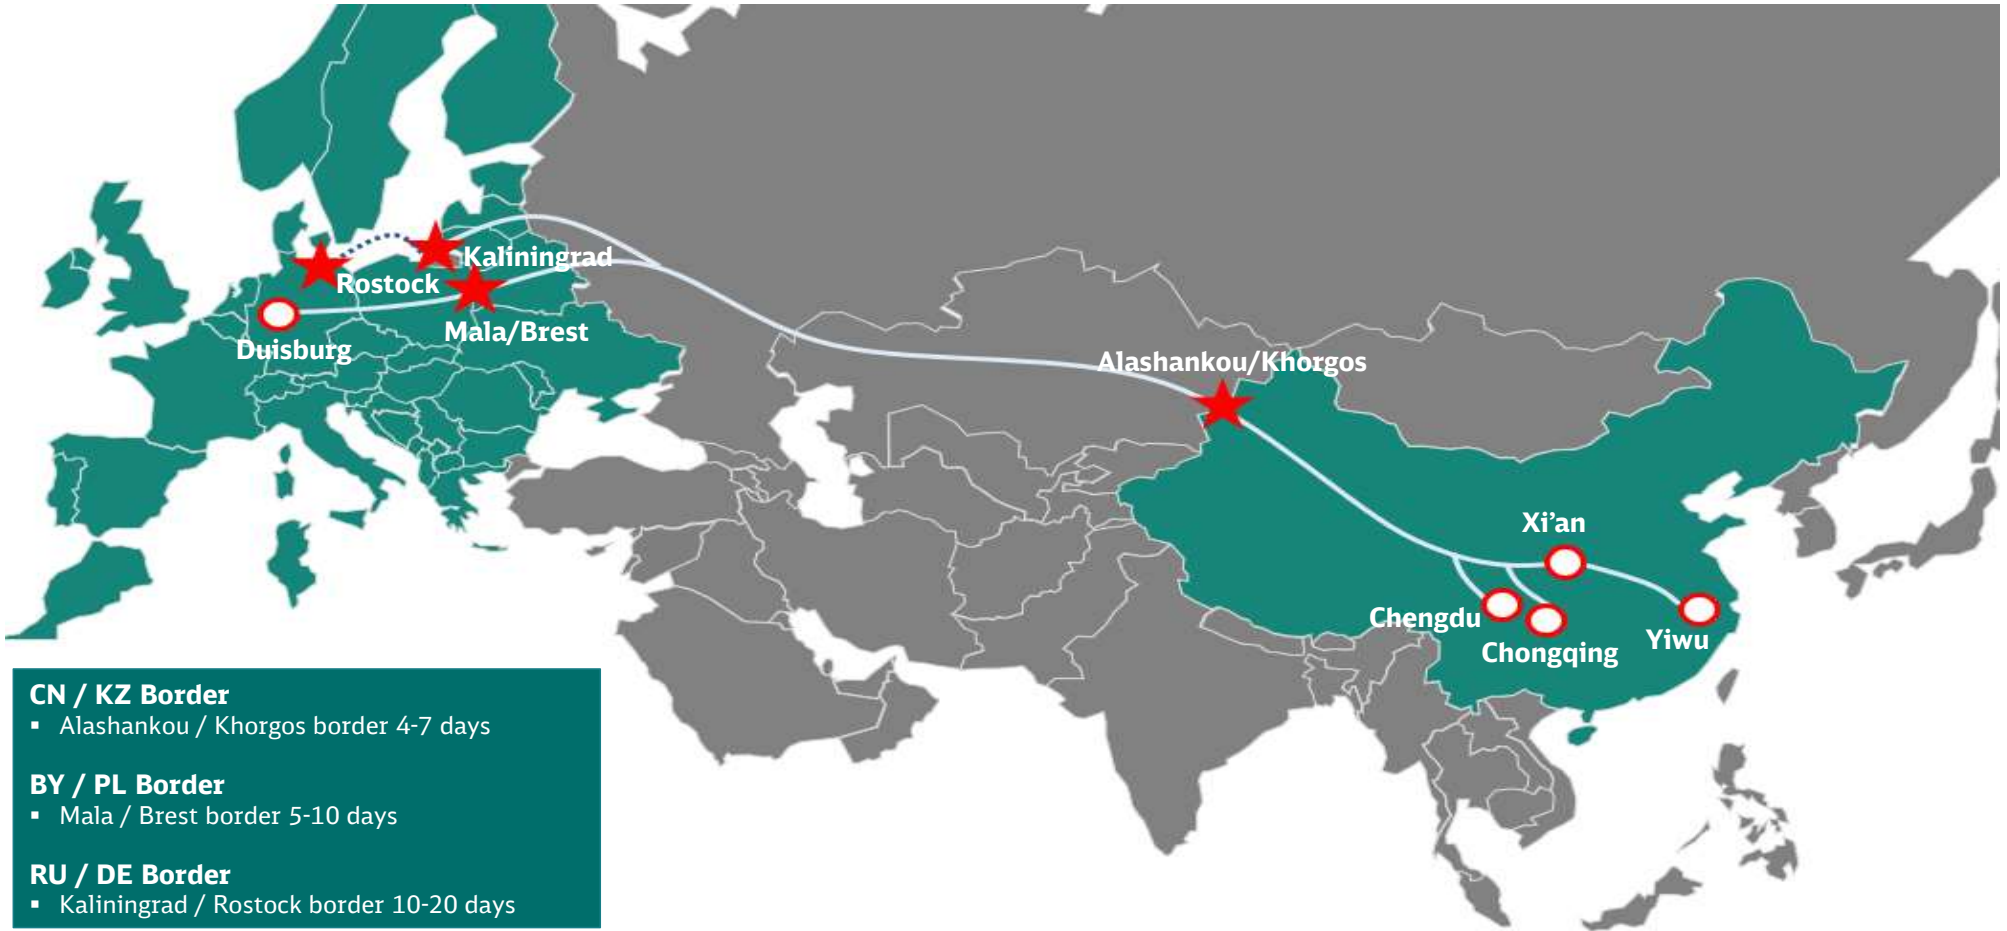 Kaliningrad
Rostock
Mala/Brest
Duisburg
Alashankou/Khorgos
Xi’an
Chengdu
Chongqing
Yiwu
CN / KZ Border
▪ Alashankou / Khorgos border 4-7 days
BY / PL Border
▪ Mala / Brest border 5-10 days
RU / DE Border
▪ Kaliningrad / Rostock border 10-20 days